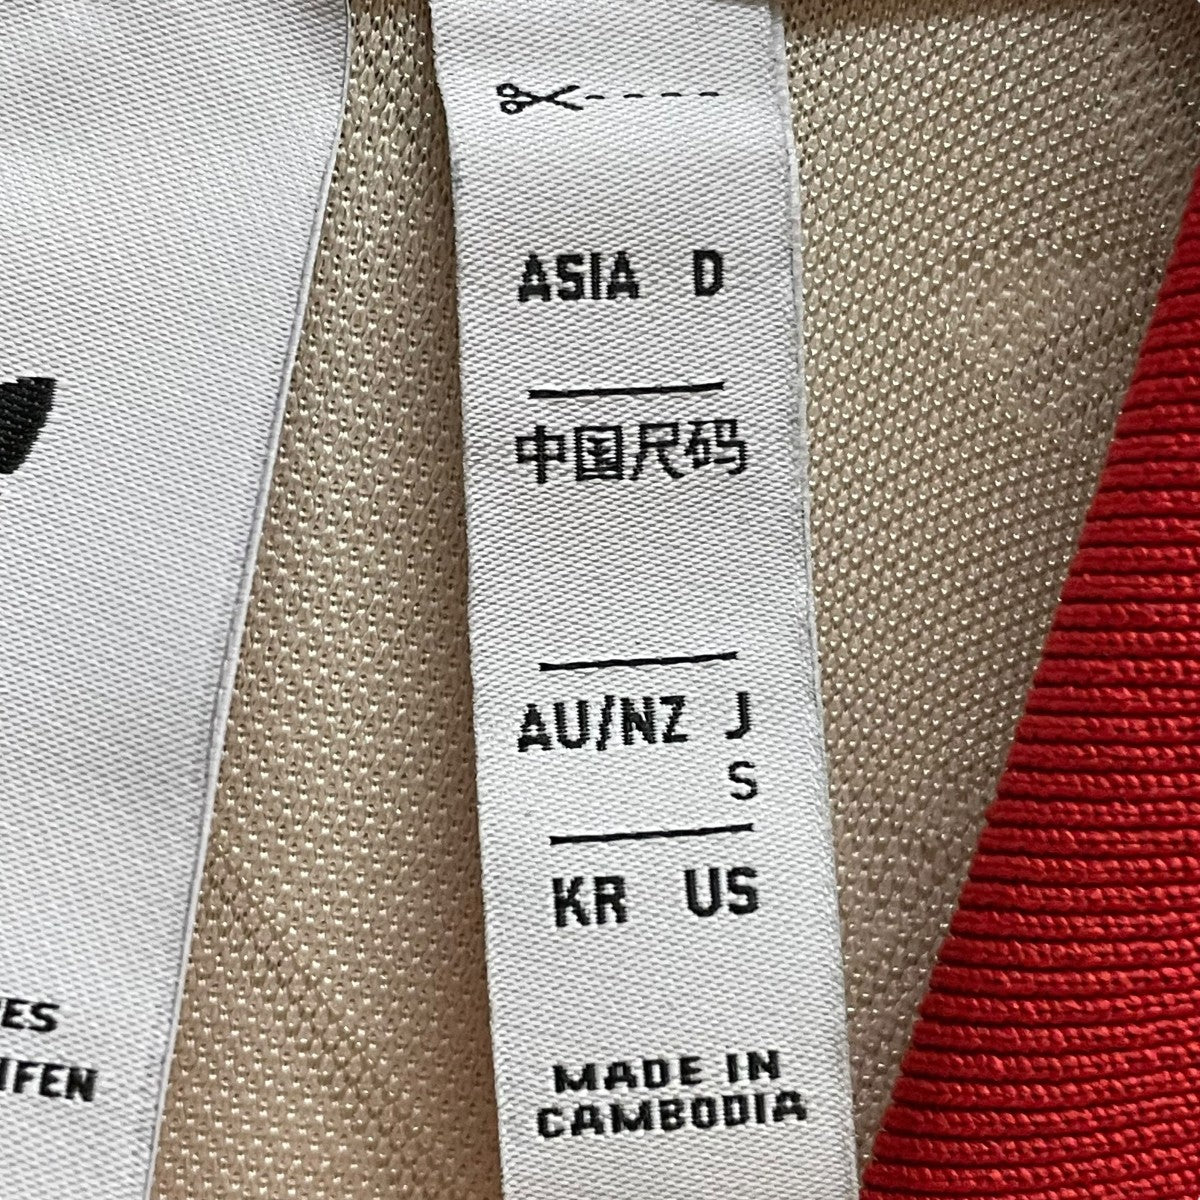 ASIA D
中国尺码
AU/NZ J
S
KR US
MADE IN
CAMBODIA
ES
IFEN